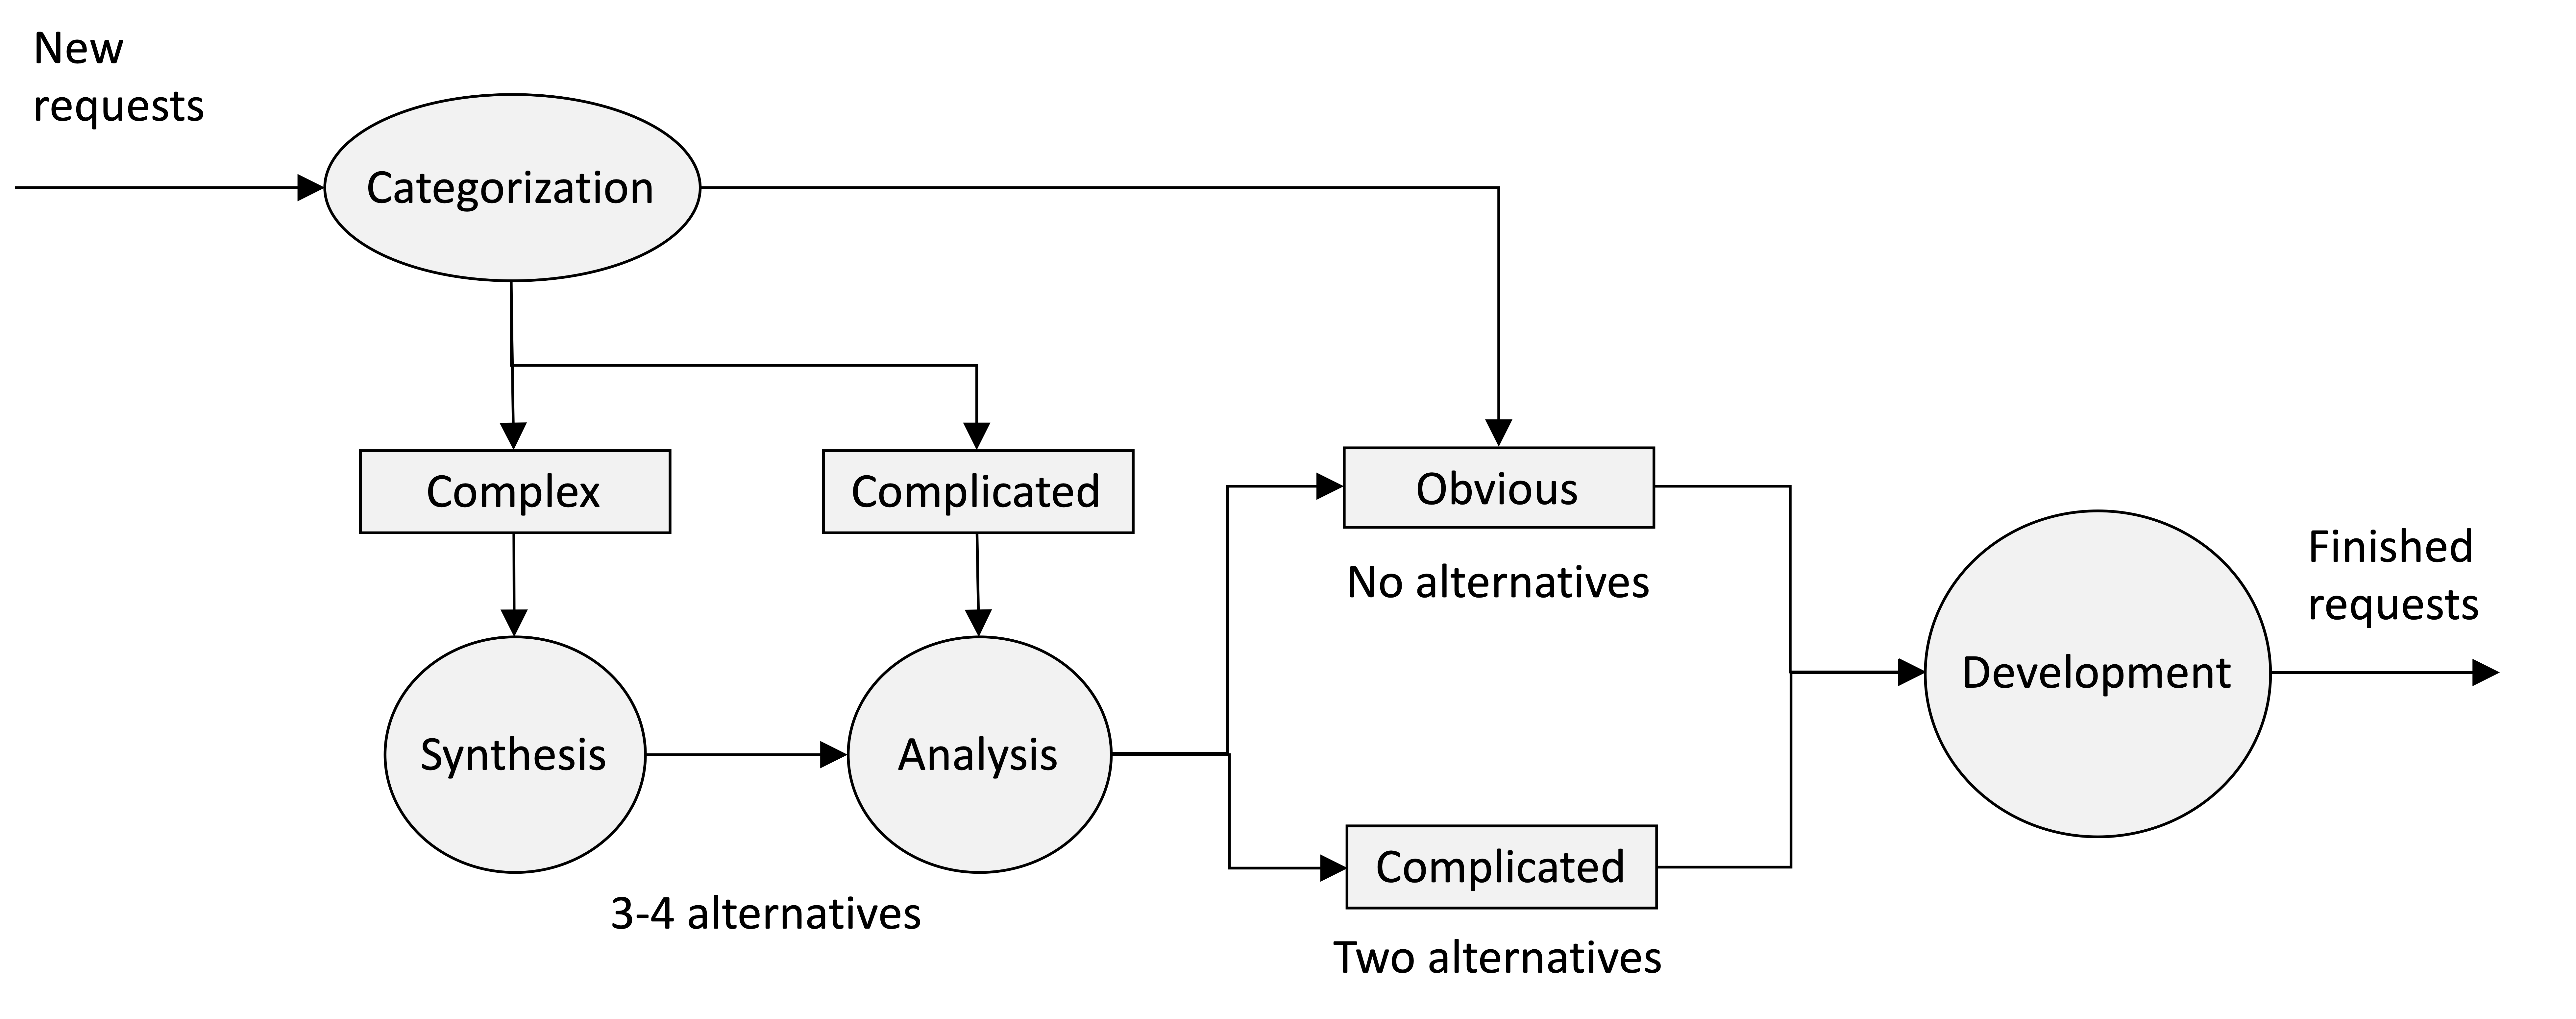 New
requests
Categorization
Complex
Complicated
Obvious
No alternatives
Finished
requests
Synthesis
Analysis
Development
3-4 alternatives
Complicated
Two alternatives